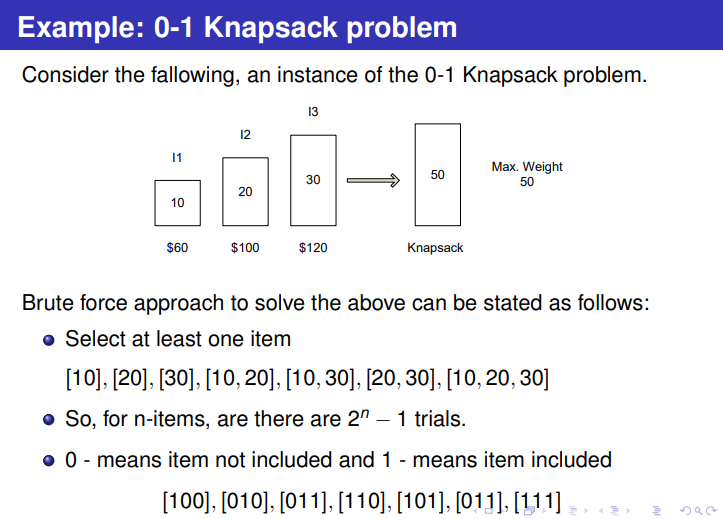 Example: 0-1 Knapsack problem
Consider the fallowing, an instance of the 0-1 Knapsack problem.
I3
I2
I1
Max. Weight
50
50
30
20
10
$60
$100
$120
Knapsack
Brute force approach to solve the above can be stated as follows:
Select at least one item
[10], [20], [30], [10, 20], [10, 30], [20, 30], [10, 20, 30]
So, for n-items, are there are 2ⁿ − 1 trials.
0 - means item not included and 1 - means item included
[100], [010], [011], [110], [101], [011], [111]